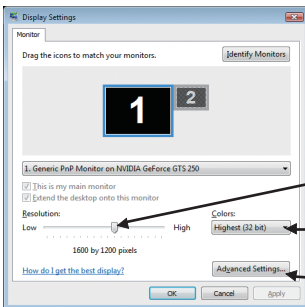 Display Settings
Monitor
Drag the icons to match your monitors.
Identify Monitors
1
2
1. Generic PnP Monitor on NVIDIA GeForce GTS 250
This is my main monitor
Extend the desktop onto this monitor
Resolution:
Colors:
Low
High
Highest (32 bit)
1600 by 1200 pixels
How do I get the best display?
Advanced Settings...
OK
Cancel
Apply